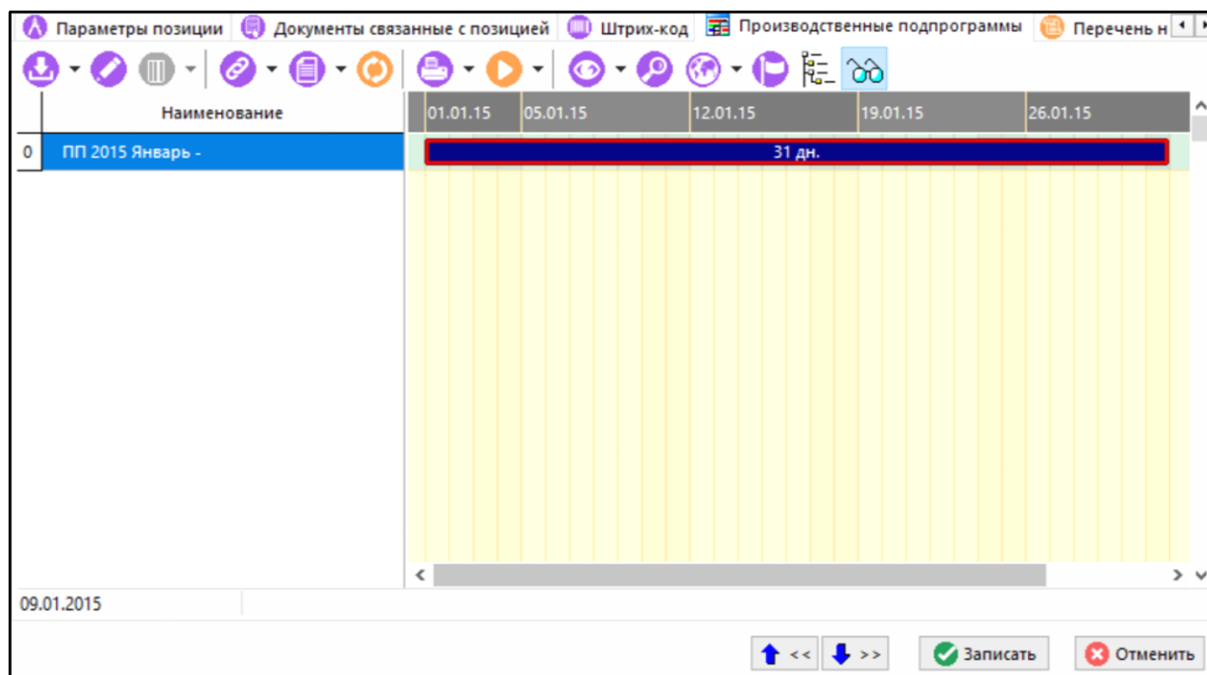 Параметры позиции Документы связанные с позицией Штрих-код Производственные подпрограммы Перечень н
Наименование 01.01.15 05.01.15 12.01.15 19.01.15 26.01.15
0 ПП 2015 Январь - 31 дн.
09.01.2015
<< >> Записать Отменить